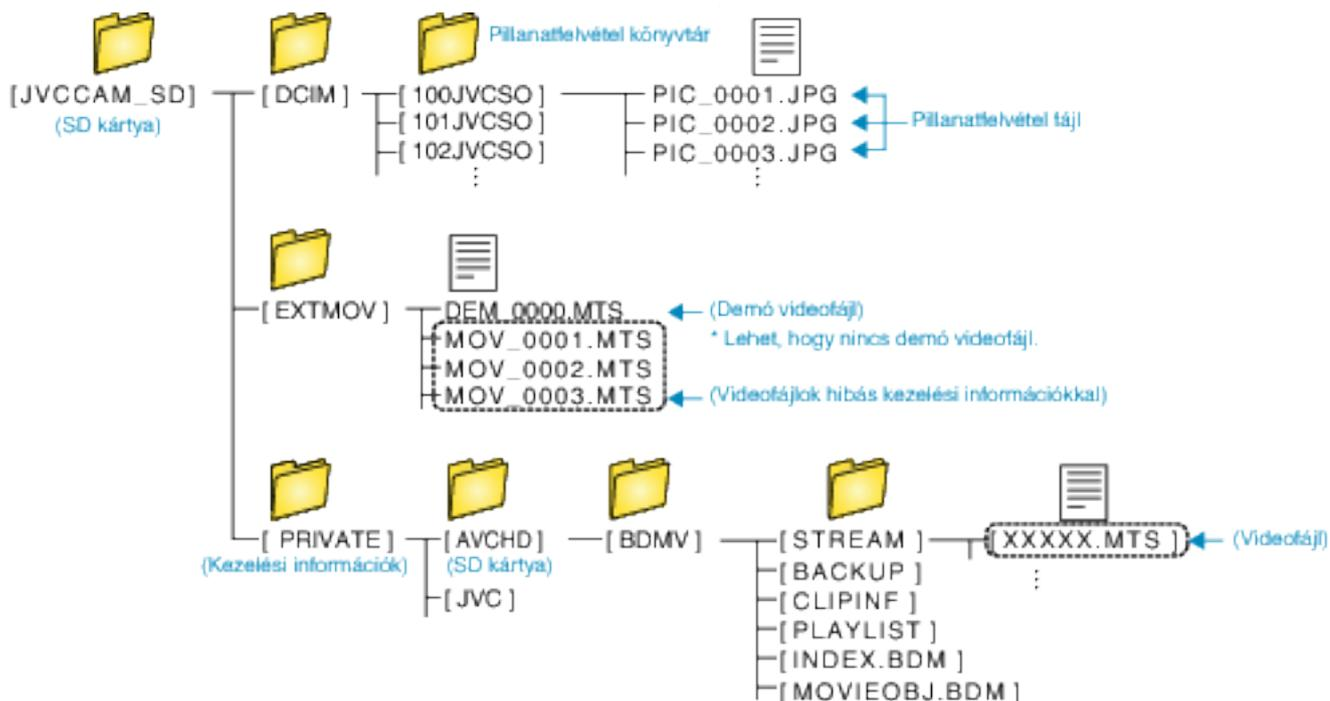 Pillanatfelvétel könyvtár
[JVCCAM_SD] [DCIM] [100JVCSO] PIC_0001.JPG
(SD kártya) [101JVCSO] PIC_0002.JPG Pillanatfelvétel fájl
[102JVCSO] PIC_0003.JPG
[EXTMOV] DEM_0000.MTS (Demó videofájl)
MOV_0001.MTS * Lehet, hogy nincs demó videofájl.
MOV_0002.MTS
MOV_0003.MTS (Videofájlok hibás kezelési információkkal)
[PRIVATE] [AVCHD] [BDMV] [STREAM] [XXXXX.MTS] (Videofájl)
(Kezelési információk) (SD kártya) [BACKUP]
[JVC] [CLIPINF]
[PLAYLIST]
[INDEX.BDM]
[MOVIEOBJ.BDM]